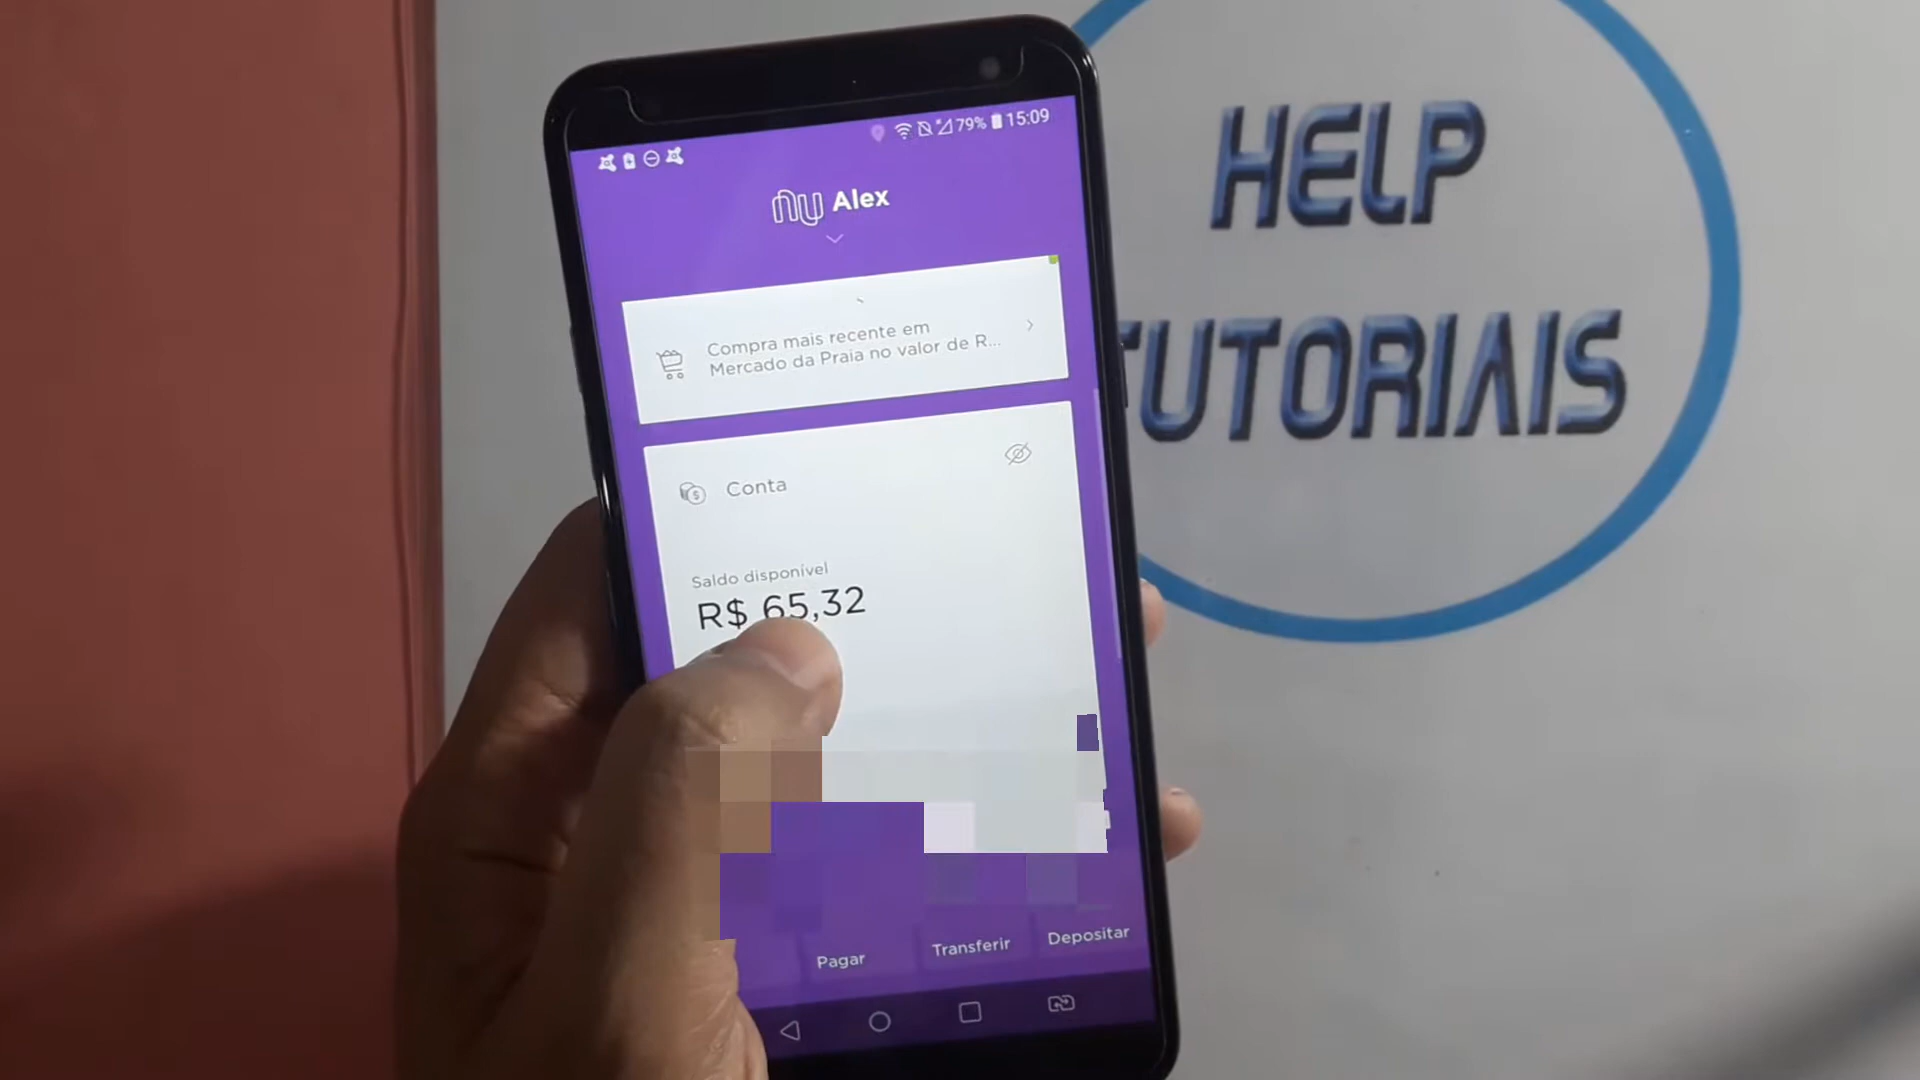 79% 15:09
nu Alex
Compra mais recente em
Mercado da Praia no valor de R...
Conta
Saldo disponível
R$ 65,32
Pagar
Transferir
Depositar
HELP
TUTORIAIS